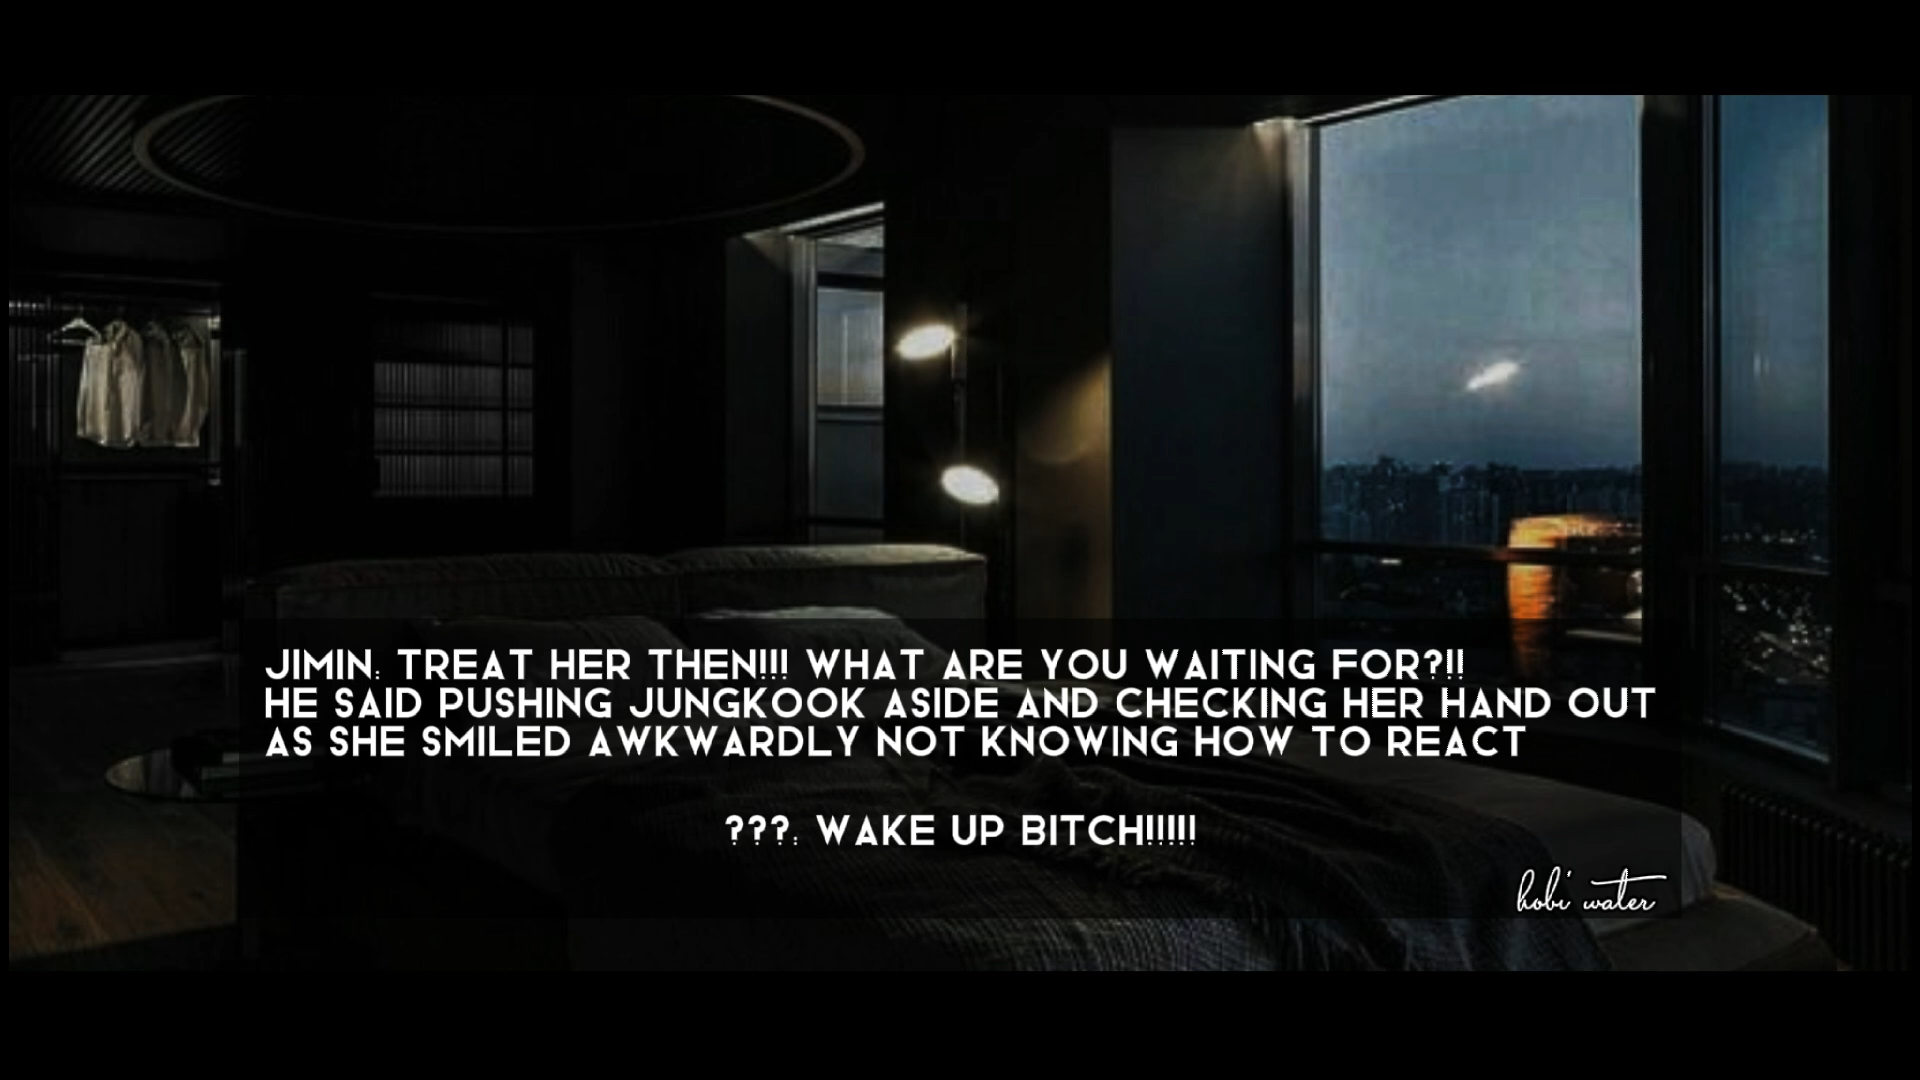 JIMIN: TREAT HER THEN!!! WHAT ARE YOU WAITING FOR?!!
HE SAID PUSHING JUNGKOOK ASIDE AND CHECKING HER HAND OUT
AS SHE SMILED AWKWARDLY NOT KNOWING HOW TO REACT
???: WAKE UP BITCH!!!!!
hobi' water